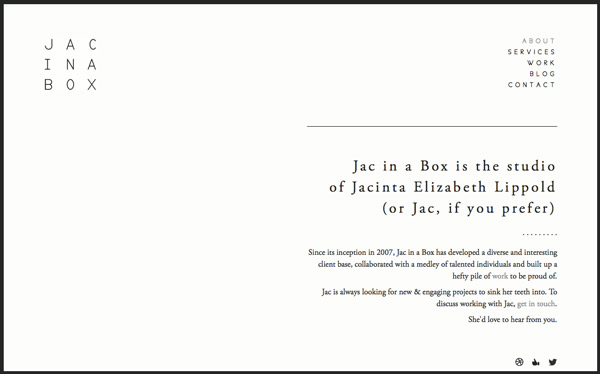 JAC
INA
BOX
ABOUT
SERVICES
WORK
BLOG
CONTACT
Jac in a Box is the studio
of Jacinta Elizabeth Lippold
(or Jac, if you prefer)
Since its inception in 2007, Jac in a Box has developed a diverse and interesting
client base, collaborated with a medley of talented individuals and built up a
hefty pile of work to be proud of.
Jac is always looking for new & engaging projects to sink her teeth into. To
discuss working with Jac, get in touch.
She'd love to hear from you.